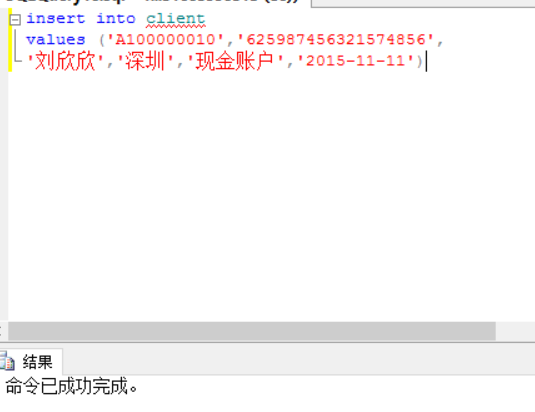 insert into client
values ('A100000010','625987456321574856',
'刘欣欣','深圳','现金账户','2015-11-11')
结果
命令已成功完成。